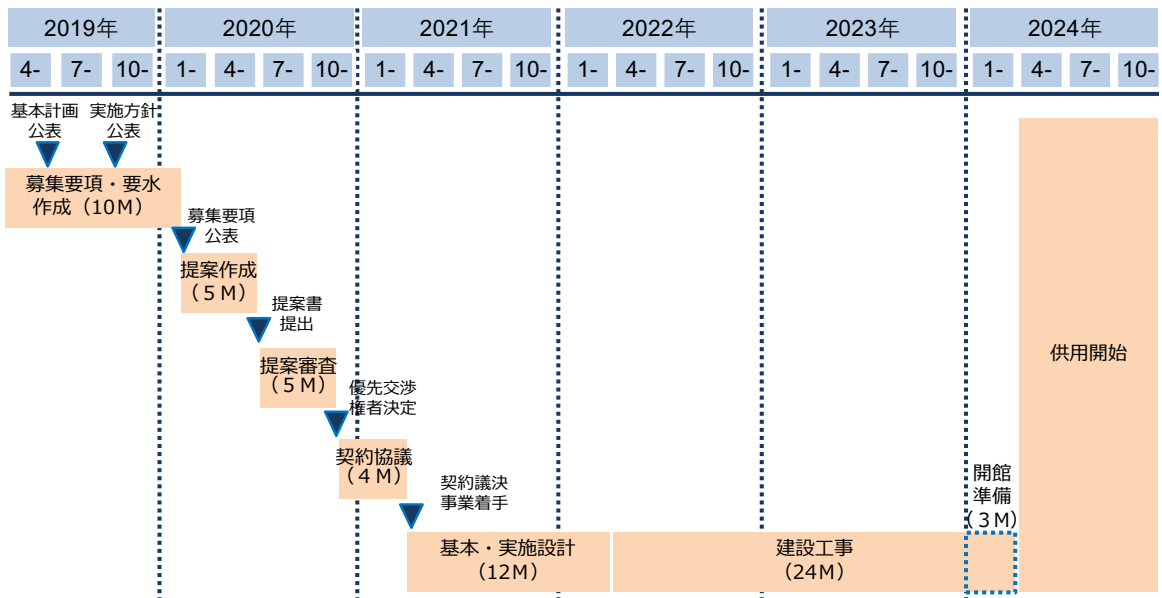 2019年 2020年 2021年 2022年 2023年 2024年
4- 7- 10- 1- 4- 7- 10- 1- 4- 7- 10- 1- 4- 7- 10- 1- 4- 7- 10- 1- 4- 7- 10-
基本計画
公表
実施方針
公表
募集要項・要水
作成（10M）
募集要項
公表
提案作成
（５M）
提案書
提出
提案審査
（５M）
優先交渉
権者決定
契約協議
（４M）
契約議決
事業着手
基本・実施設計
（12M）
建設工事
（24M）
開館
準備
（３M）
供用開始